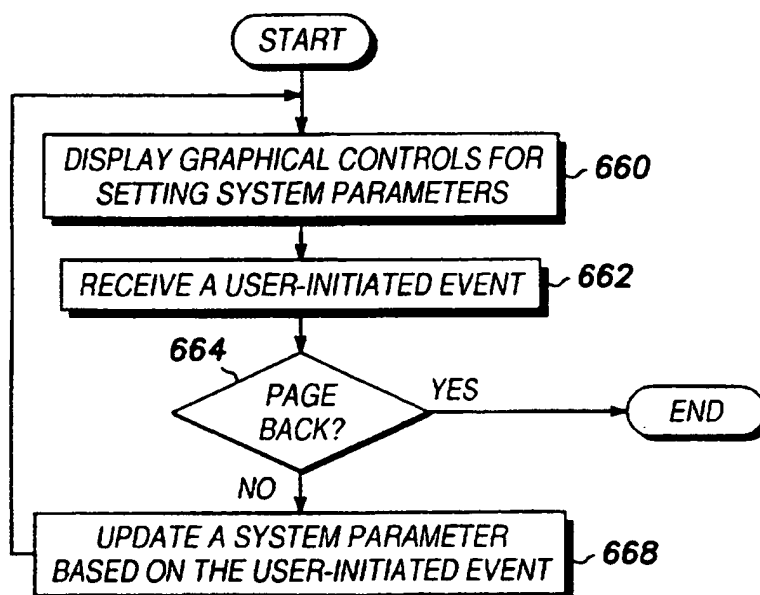 START
DISPLAY GRAPHICAL CONTROLS FOR
SETTING SYSTEM PARAMETERS
660
RECEIVE A USER-INITIATED EVENT
662
664
PAGE
BACK?
YES
END
NO
UPDATE A SYSTEM PARAMETER
BASED ON THE USER-INITIATED EVENT
668